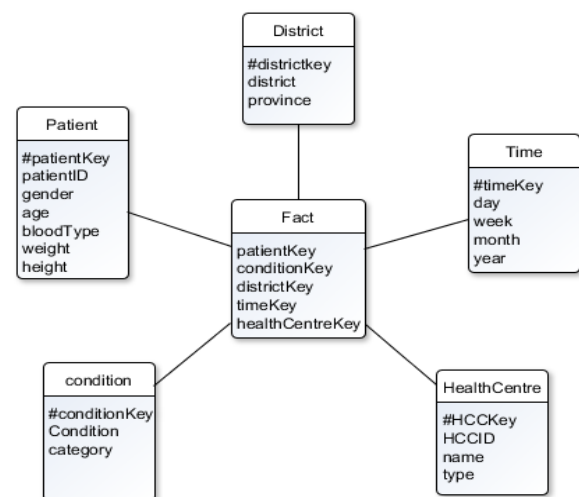 District
#districtkey
district
province
Patient
#patientKey
patientID
gender
age
bloodType
weight
height
Time
#timeKey
day
week
month
year
Fact
patientKey
conditionKey
districtKey
timeKey
healthCentreKey
condition
#conditionKey
Condition
category
HealthCentre
#HCCKey
HCCID
name
type